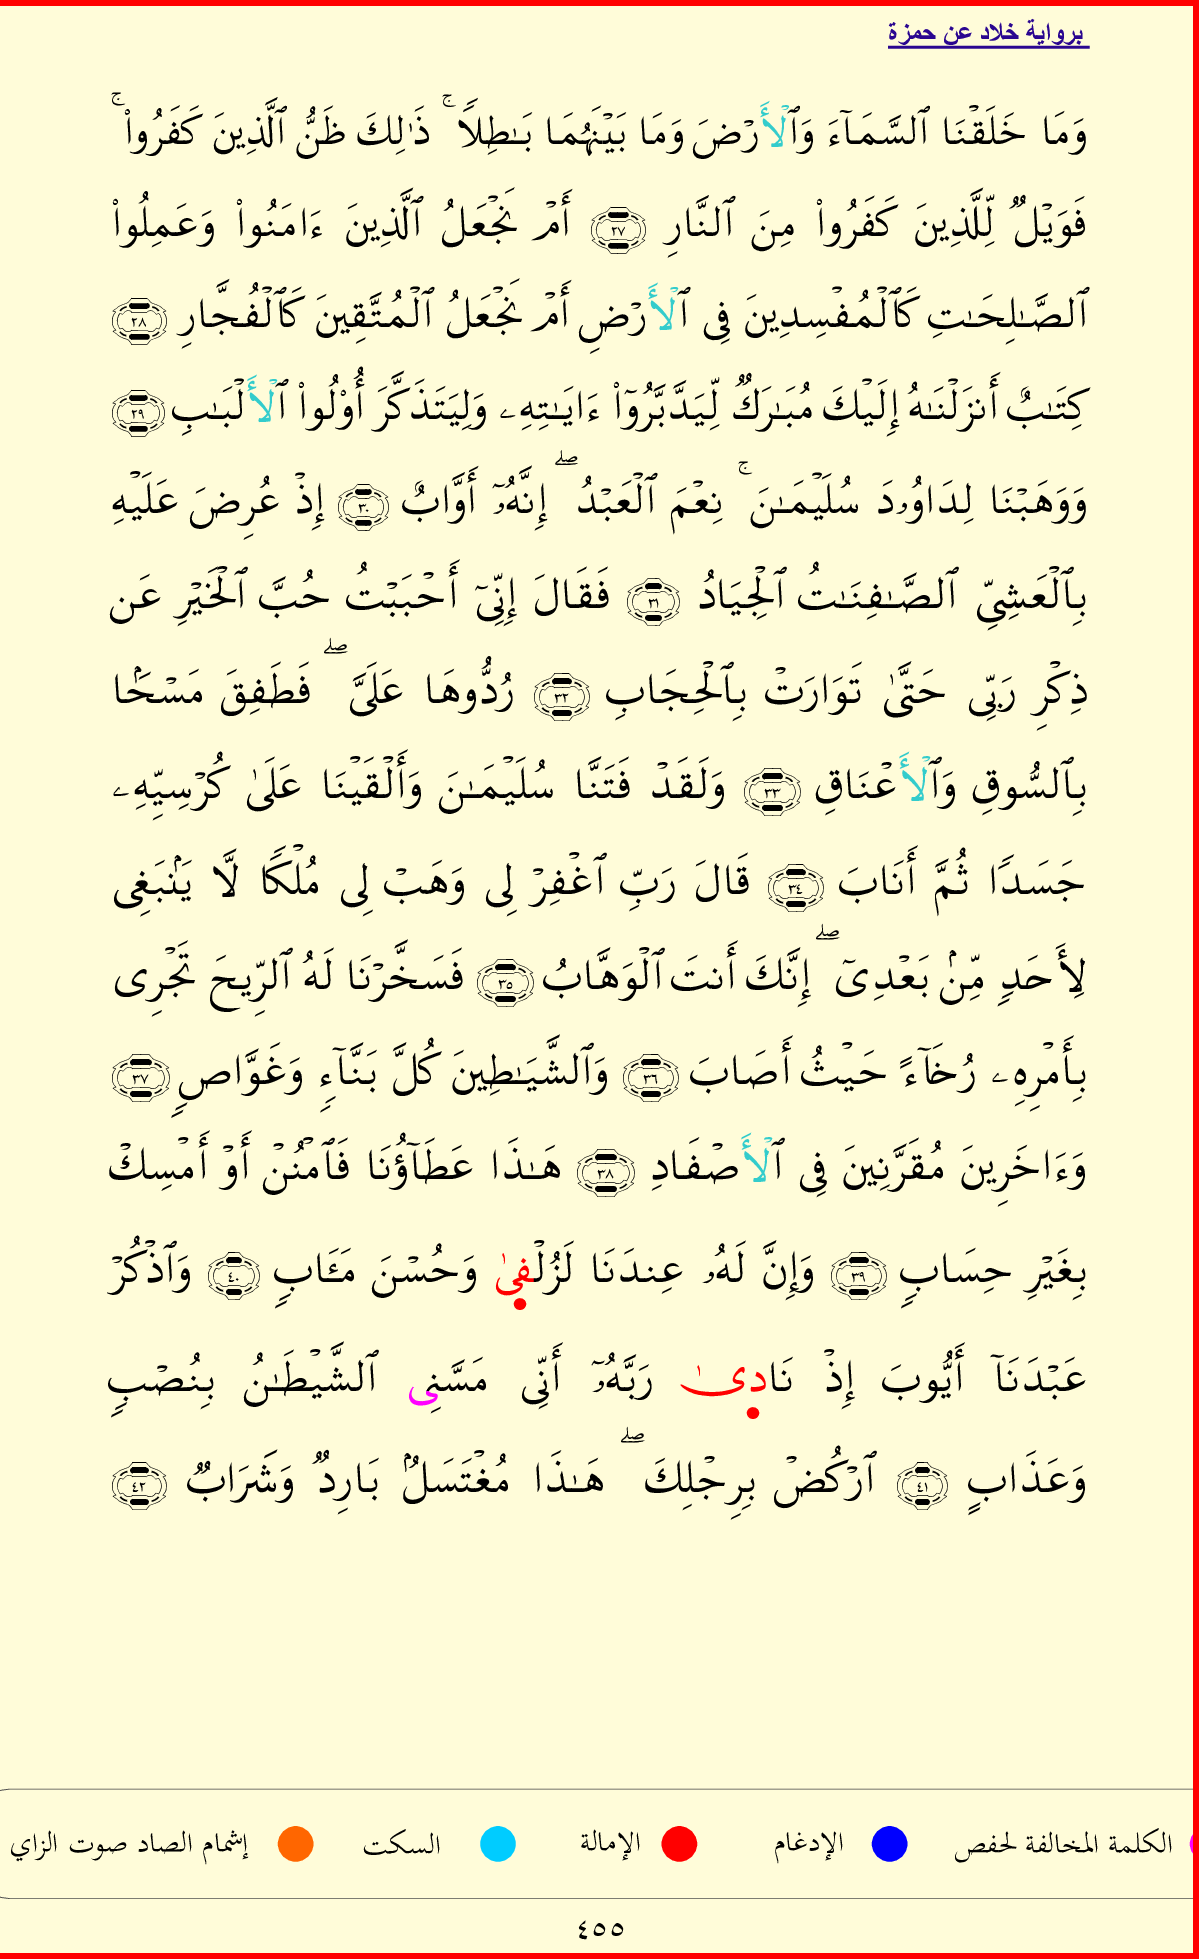 برواية خلاد عن حمزة
وَمَا خَلَقۡنَا ٱلسَّمَآءَ وَٱلۡأَرۡضَ وَمَا بَيۡنَهُمَا بَٰطِلٗاۚ ذَٰلِكَ ظَنُّ ٱلَّذِينَ كَفَرُواْۚ
فَوَيۡلٞ لِّلَّذِينَ كَفَرُواْ مِنَ ٱلنَّارِ ٢٧ أَمۡ نَجۡعَلُ ٱلَّذِينَ ءَامَنُواْ وَعَمِلُواْ
ٱلصَّٰلِحَٰتِ كَٱلۡمُفۡسِدِينَ فِي ٱلۡأَرۡضِ أَمۡ نَجۡعَلُ ٱلۡمُتَّقِينَ كَٱلۡفُجَّارِ ٢٨
كِتَٰبٌ أَنزَلۡنَٰهُ إِلَيۡكَ مُبَٰرَكٞ لِّيَدَّبَّرُوٓاْ ءَايَٰتِهِۦ وَلِيَتَذَكَّرَ أُوْلُواْ ٱلۡأَلۡبَٰبِ ٢٩
وَوَهَبۡنَا لِدَاوُۥدَ سُلَيۡمَٰنَۚ نِعۡمَ ٱلۡعَبۡدُۖ إِنَّهُۥٓ أَوَّابٌ ٣٠ إِذۡ عُرِضَ عَلَيۡهِ
بِٱلۡعَشِيِّ ٱلصَّٰفِنَٰتُ ٱلۡجِيَادُ ٣١ فَقَالَ إِنِّيٓ أَحۡبَبۡتُ حُبَّ ٱلۡخَيۡرِ عَن
ذِكۡرِ رَبِّي حَتَّىٰ تَوَارَتۡ بِٱلۡحِجَابِ ٣٢ رُدُّوهَا عَلَيَّۖ فَطَفِقَ مَسۡحَۢا
بِٱلسُّوقِ وَٱلۡأَعۡنَاقِ ٣٣ وَلَقَدۡ فَتَنَّا سُلَيۡمَٰنَ وَأَلۡقَيۡنَا عَلَىٰ كُرۡسِيِّهِۦ
جَسَدٗا ثُمَّ أَنَابَ ٣٤ قَالَ رَبِّ ٱغۡفِرۡ لِي وَهَبۡ لِي مُلۡكٗا لَّا يَنۢبَغِي
لِأَحَدٖ مِّنۢ بَعۡدِيٓۖ إِنَّكَ أَنتَ ٱلۡوَهَّابُ ٣٥ فَسَخَّرۡنَا لَهُ ٱلرِّيحَ تَجۡرِي
بِأَمۡرِهِۦ رُخَآءً حَيۡثُ أَصَابَ ٣٦ وَٱلشَّيَٰطِينَ كُلَّ بَنَّآءٖ وَغَوَّاصٖ ٣٧
وَءَاخَرِينَ مُقَرَّنِينَ فِي ٱلۡأَصۡفَادِ ٣٨ هَٰذَا عَطَآؤُنَا فَٱمۡنُنۡ أَوۡ أَمۡسِكۡ
بِغَيۡرِ حِسَابٖ ٣٩ وَإِنَّ لَهُۥ عِندَنَا لَزُلۡفِىٰ وَحُسۡنَ مَـَٔابٖ ٤٠ وَٱذۡكُرۡ
عَبۡدَنَآ أَيُّوبَ إِذۡ نَادِىٰ رَبَّهُۥٓ أَنِّي مَسَّنِي ٱلشَّيۡطَٰنُ بِنُصۡبٖ
وَعَذَابٍ ٤١ ٱرۡكُضۡ بِرِجۡلِكَۖ هَٰذَا مُغۡتَسَلُۢ بَارِدٞ وَشَرَابٞ ٤٢
الكلمة المخالفة لحفص الإدغام الإمالة السكت إشمام الصاد صوت الزاي
٤٥٥